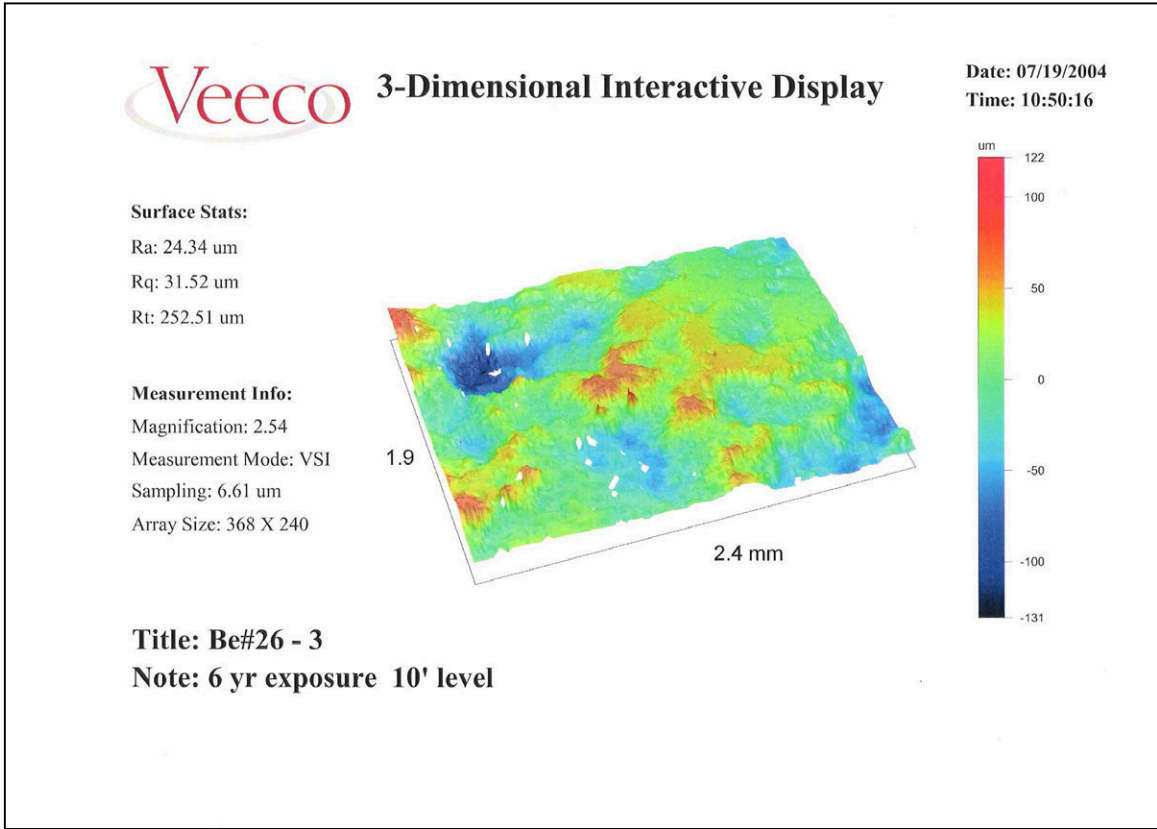 Veeco
3-Dimensional Interactive Display
Date: 07/19/2004
Time: 10:50:16
Surface Stats:
Ra: 24.34 um
Rq: 31.52 um
Rt: 252.51 um
Measurement Info:
Magnification: 2.54
Measurement Mode: VSI
Sampling: 6.61 um
Array Size: 368 X 240
um
122
100
50
0
-50
-100
-131
1.9
2.4 mm
Title: Be#26 - 3
Note: 6 yr exposure 10' level